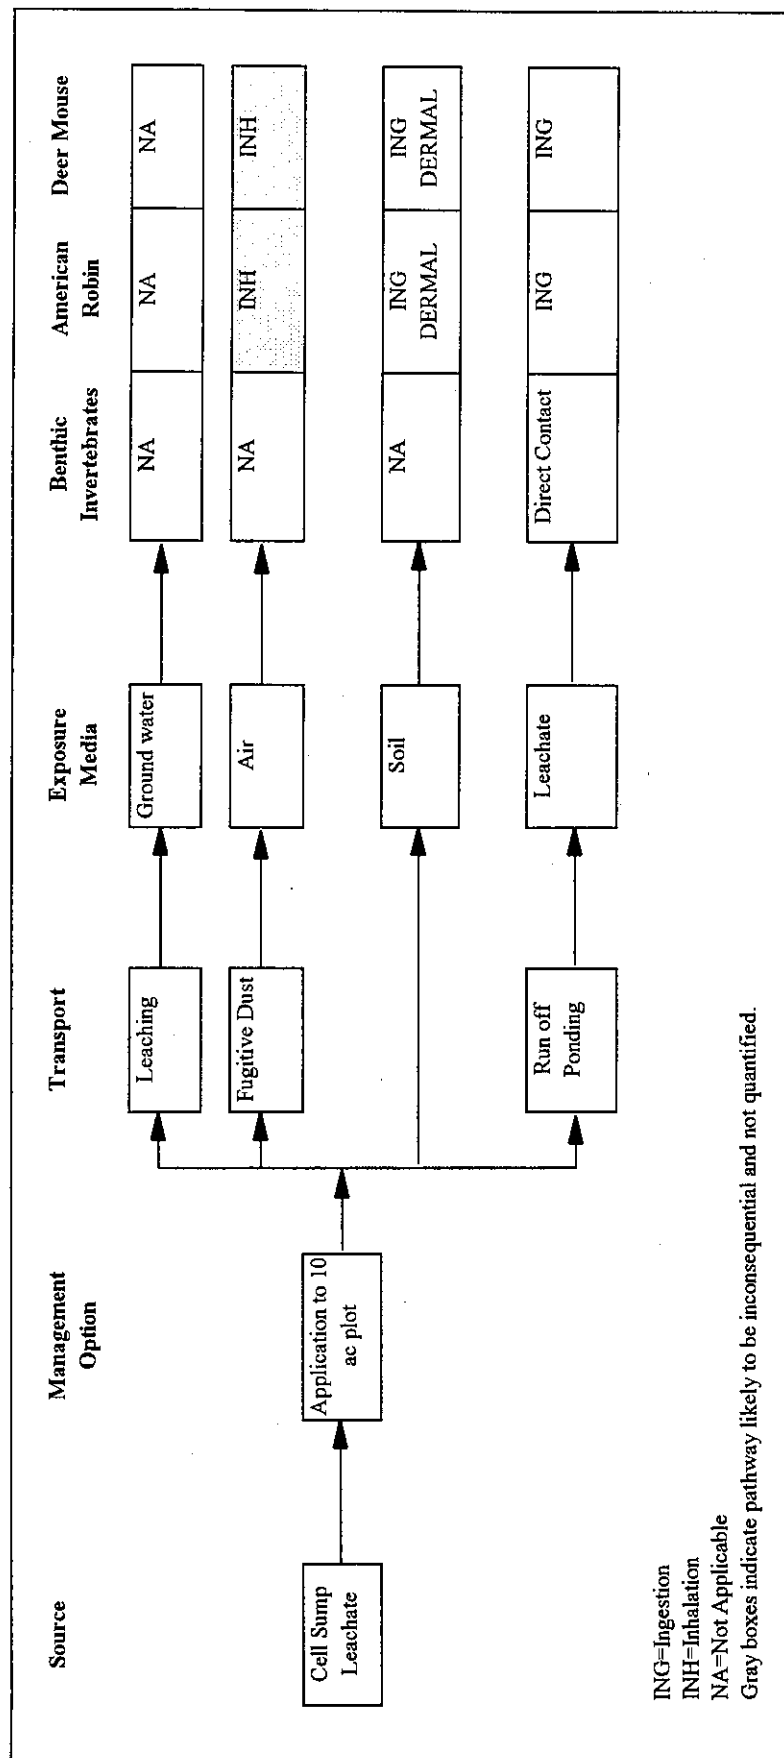 Source
Management
Option
Transport
Exposure
Media
Benthic
Invertebrates
American
Robin
Deer Mouse
Cell Sump
Leachate
Application to 10
ac plot
Leaching
Ground water
NA
NA
NA
Fugitive Dust
Air
NA
INH
INH
Soil
NA
ING
DERMAL
ING
DERMAL
Run off
Ponding
Leachate
Direct Contact
ING
ING
ING=Ingestion
INH=Inhalation
NA=Not Applicable
Gray boxes indicate pathway likely to be inconsequential and not quantified.